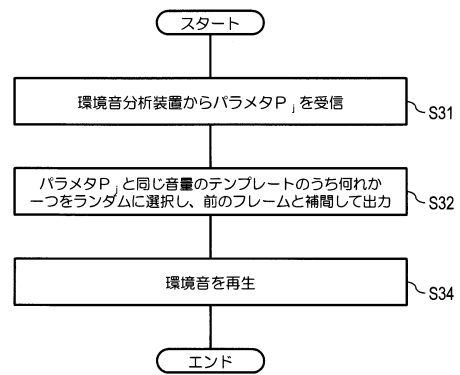 スタート
環境音分析装置からパラメタPjを受信
S31
パラメタPjと同じ音量のテンプレートのうち何れか
一つをランダムに選択し、前のフレームと補間して出力
S32
環境音を再生
S34
エンド